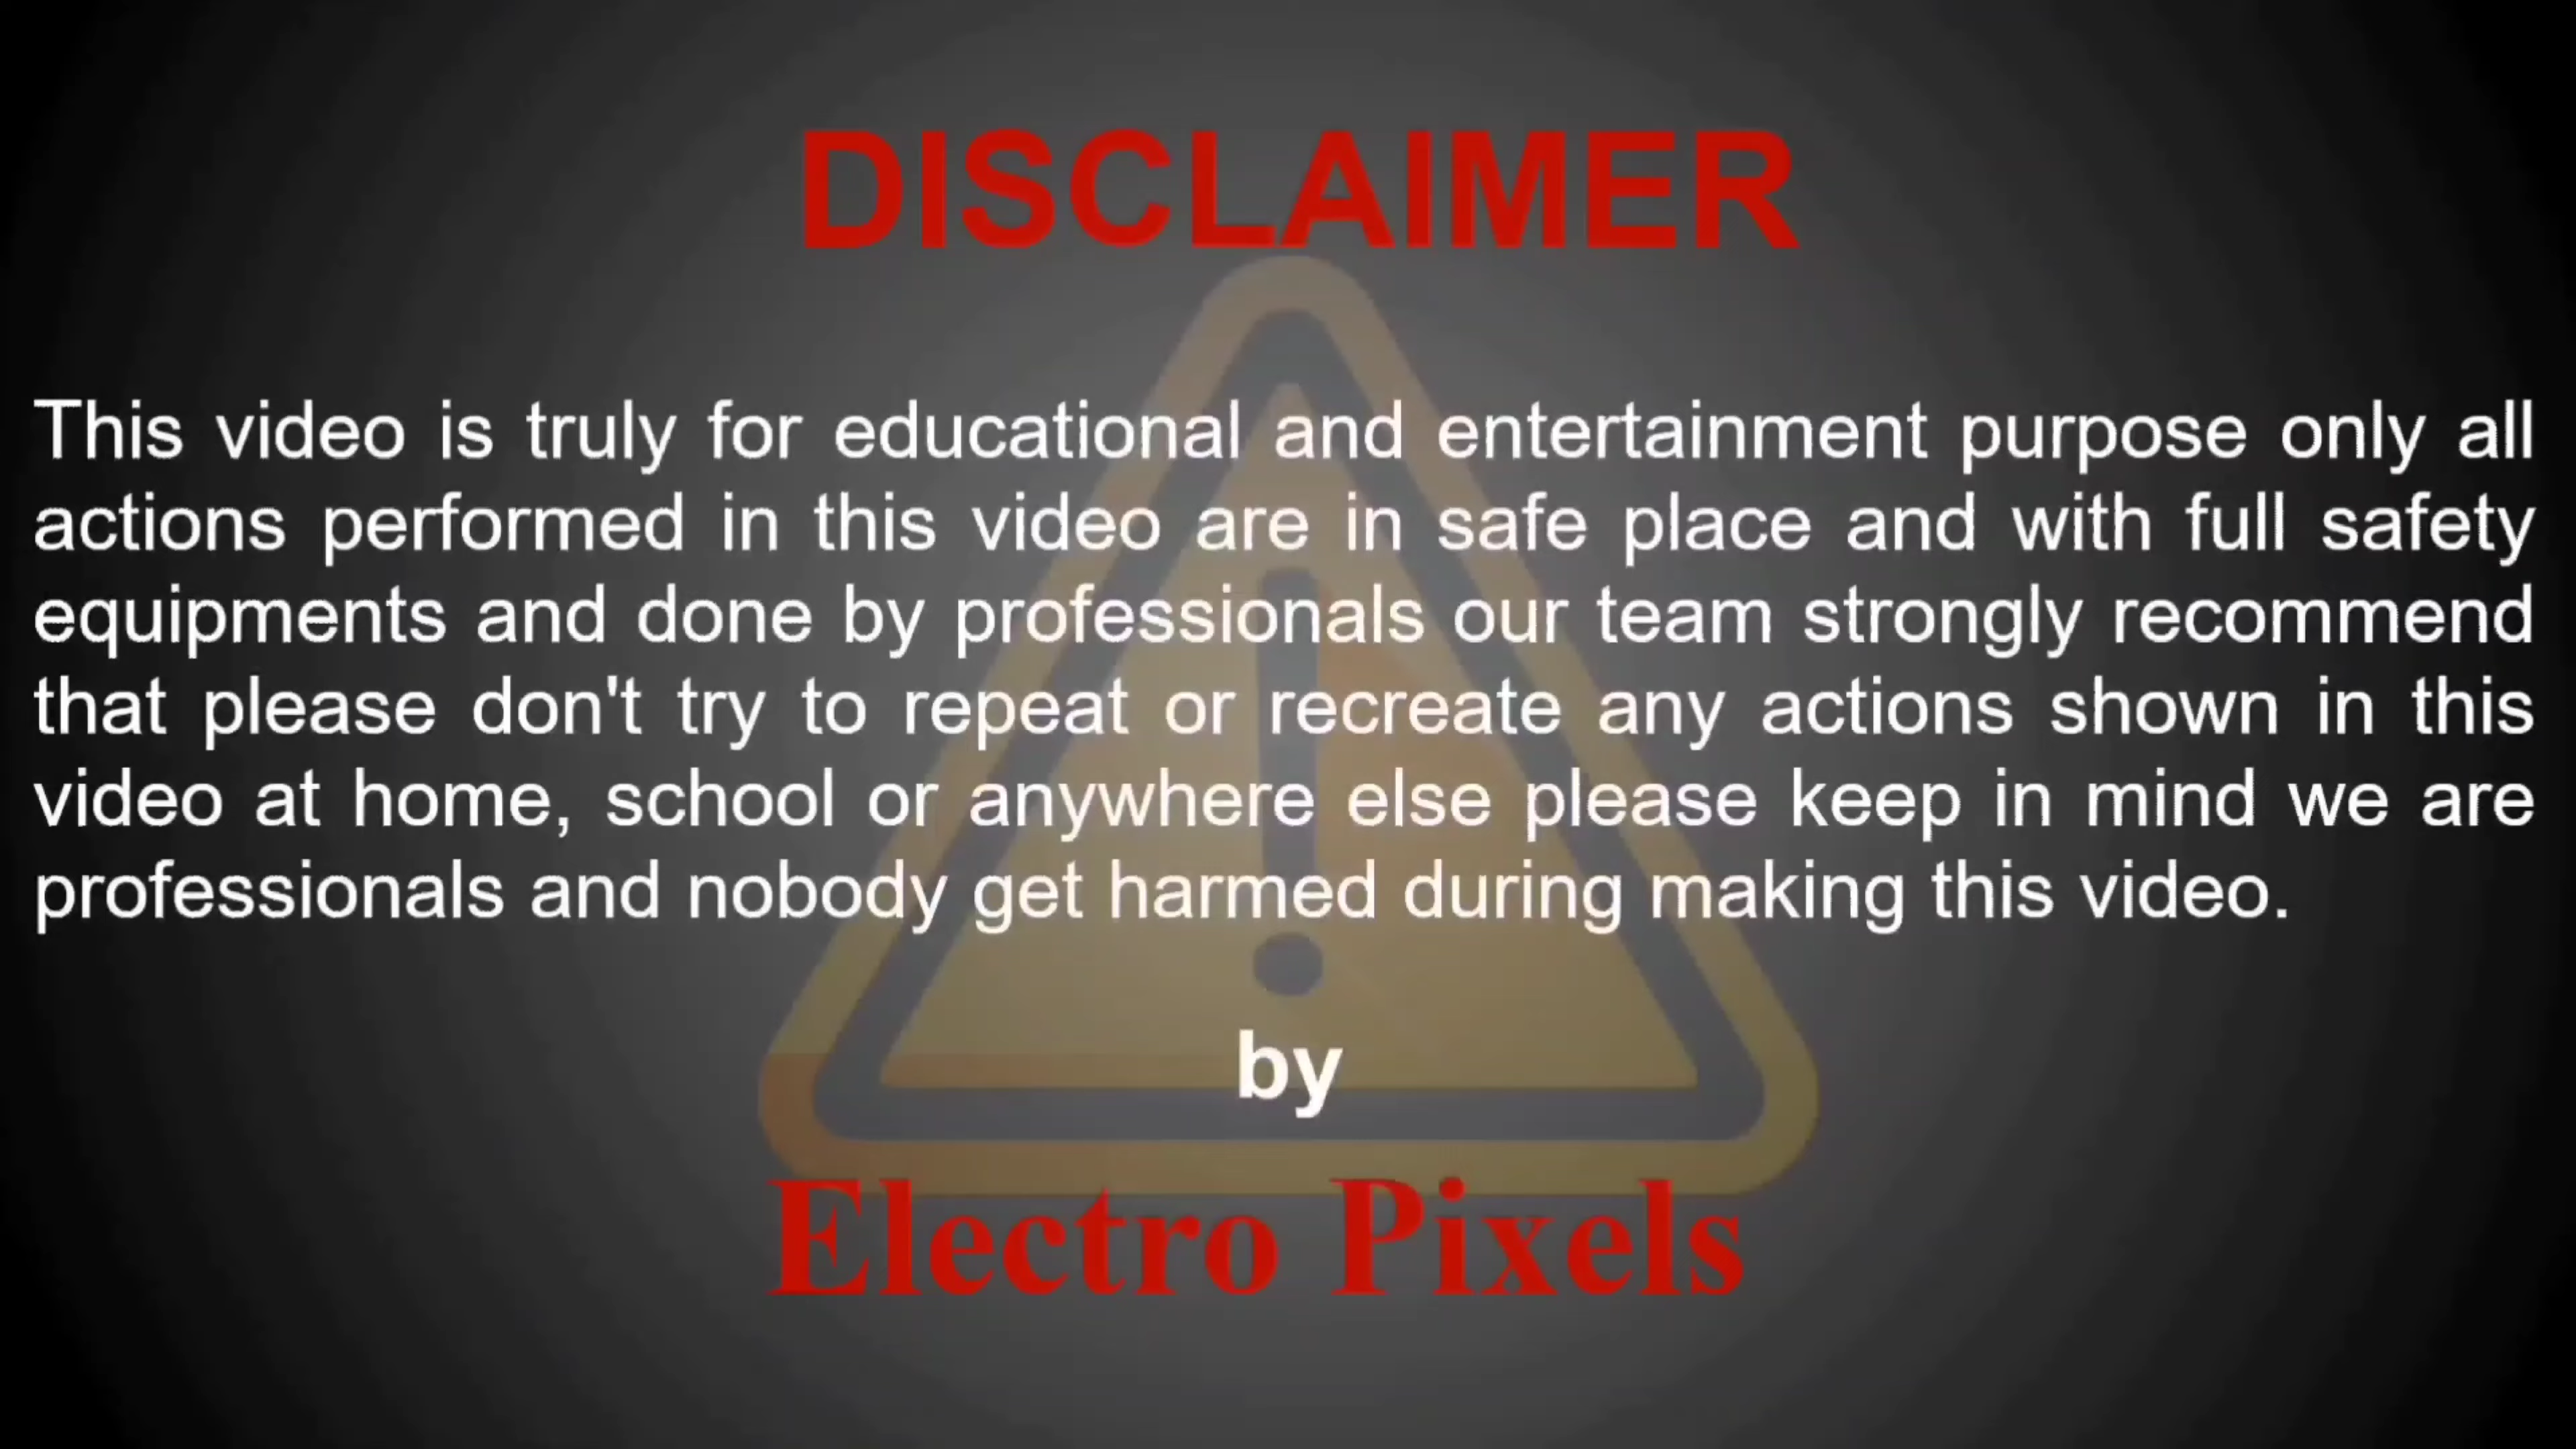 DISCLAIMER
This video is truly for educational and entertainment purpose only all
actions performed in this video are in safe place and with full safety
equipments and done by professionals our team strongly recommend
that please don't try to repeat or recreate any actions shown in this
video at home, school or anywhere else please keep in mind we are
professionals and nobody get harmed during making this video.
by
Electro Pixels